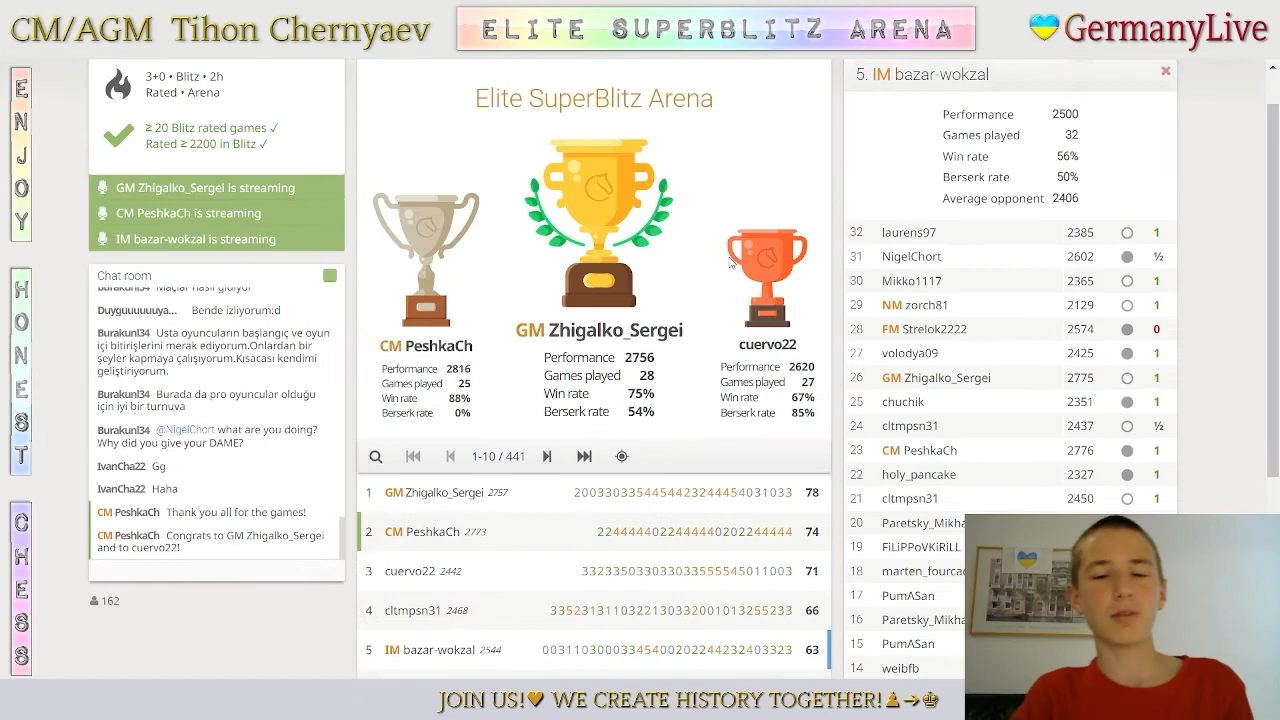 CM/AGM Tihon Chernyaev
ELITE SUPERBLITZ ARENA
GermanyLive
ENJOY
HONEST
CHESS
3+0 • Blitz • 2h
Rated • Arena
≥ 20 Blitz rated games ✓
Rated ≥ 2200 in Blitz ✓
GM Zhigalko_Sergei is streaming
CM PeshkaCh is streaming
IM bazar-wokzal is streaming
Chat room
Burakunl34 Maçlar nasıl gidiyor
Duyguuuuuuya... Bende izliyorum:d
Burakunl34 Usta oyuncuların başlangıç ve oyun
içi bitirişlerini merak ediyorum.Onlardan bir
şeyler kapmaya çalışıyorum.Kısacası kendimi
geliştiriyorum.
Burakunl34 Burada da pro oyuncular olduğu
için iyi bir turnuva
Burakunl34 @NigelChort what are you doing?
Why did you give your DAME?
IvanCha22 Gg
IvanCha22 Haha
CM PeshkaCh Thank you all for the games!
CM PeshkaCh Congrats to GM Zhigalko_Sergei
and to cuervo22!
162
Elite SuperBlitz Arena
CM PeshkaCh
Performance 2816
Games played 25
Win rate 88%
Berserk rate 0%
GM Zhigalko_Sergei
Performance 2756
Games played 28
Win rate 75%
Berserk rate 54%
cuervo22
Performance 2620
Games played 27
Win rate 67%
Berserk rate 85%
1-10 / 441
1 GM Zhigalko_Sergei 2757 2003303354454423244454031033 78
2 CM PeshkaCh 2773 2244444022444440202244444 74
3 cuervo22 2442 332335033033033555545011003 71
4 cltmpsn31 2468 3352313110322130332001013255233 66
5 IM bazar-wokzal 2544 00311030003345400202244232403323 63
5. IM bazar-wokzal
Performance 2500
Games played 32
Win rate 56%
Berserk rate 50%
Average opponent 2406
32 laurens97 2385 1
31 NigelChort 2602 ½
30 Mikko1117 2365 1
29 NM zorch81 2129 1
28 FM Strelok2222 2574 0
27 volodya09 2425 1
26 GM Zhigalko_Sergei 2775 1
25 chuchik 2351 1
24 cltmpsn31 2437 ½
23 CM PeshkaCh 2776 1
22 holy_pancake 2327 1
21 cltmpsn31 2450 1
20 Paretsky_Mikha
19 FiLiPPoVKiRiLL
18 marten_fourcad
17 PumASan
16 Paretsky_Mikha
15 PumASan
14 weibfb
JOIN US! WE CREATE HISTORY TOGETHER!